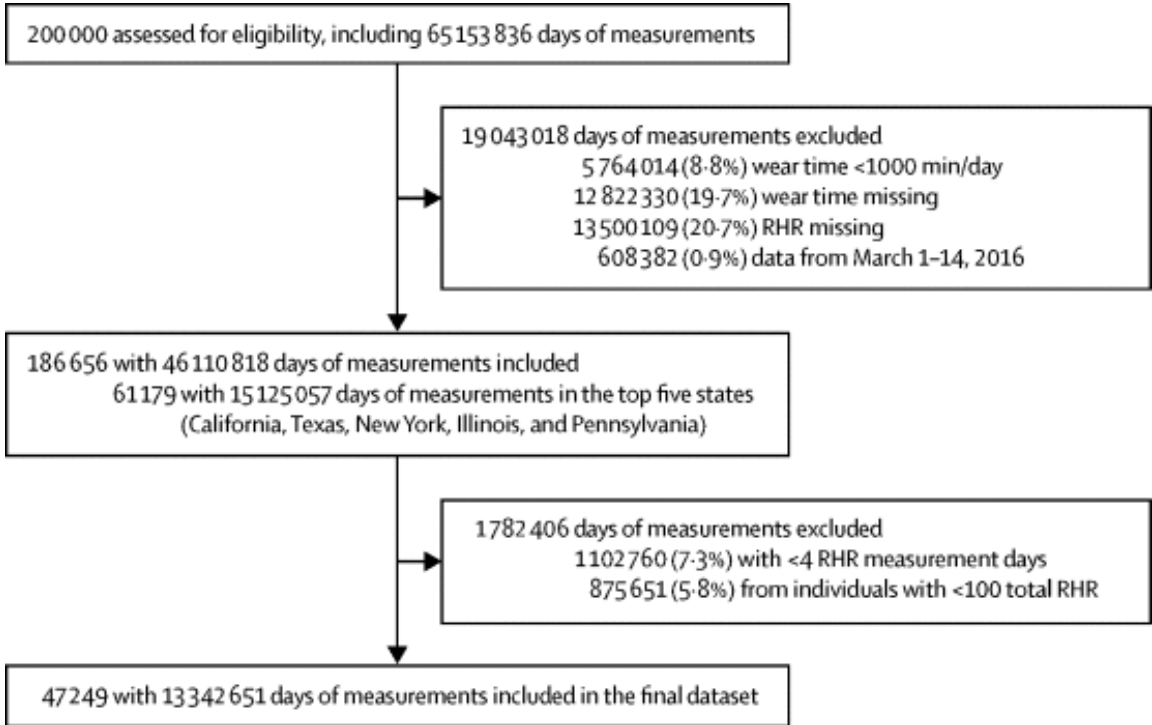 200 000 assessed for eligibility, including 65 153 836 days of measurements
19 043 018 days of measurements excluded
5 764 014 (8·8%) wear time <1000 min/day
12 822 330 (19·7%) wear time missing
13 500 109 (20·7%) RHR missing
608 382 (0·9%) data from March 1–14, 2016
186 656 with 46 110 818 days of measurements included
61 179 with 15 125 057 days of measurements in the top five states
(California, Texas, New York, Illinois, and Pennsylvania)
1 782 406 days of measurements excluded
1 102 760 (7·3%) with <4 RHR measurement days
875 651 (5·8%) from individuals with <100 total RHR
47 249 with 13 342 651 days of measurements included in the final dataset